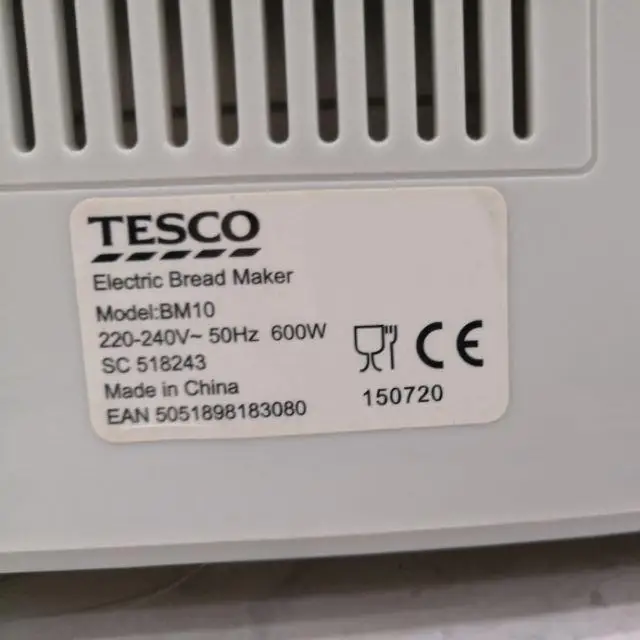 TESCO
Electric Bread Maker
Model:BM10
220-240V~ 50Hz 600W
SC 518243
Made in China
EAN 5051898183080
CE
150720